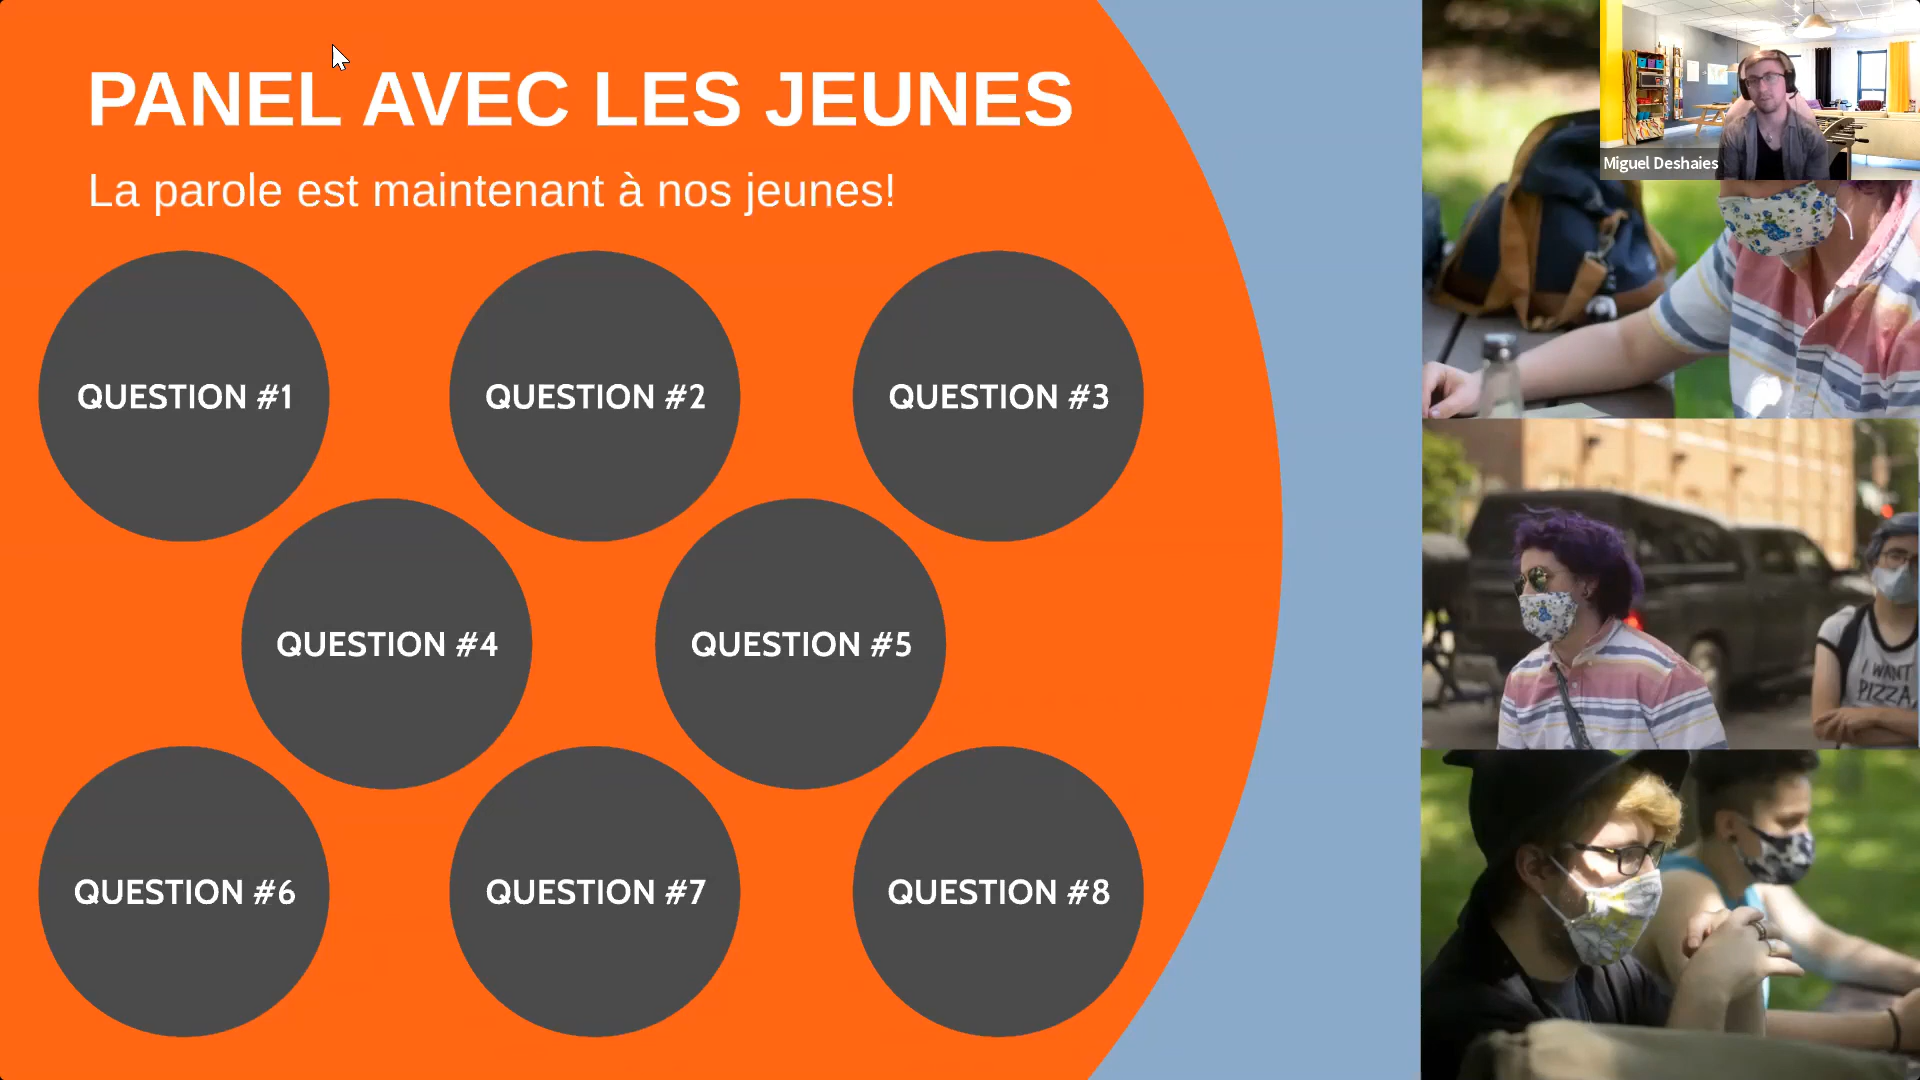 PANEL AVEC LES JEUNES
La parole est maintenant à nos jeunes!
QUESTION #1
QUESTION #2
QUESTION #3
QUESTION #4
QUESTION #5
QUESTION #6
QUESTION #7
QUESTION #8
Miguel Deshaies
I WANT
PIZZA